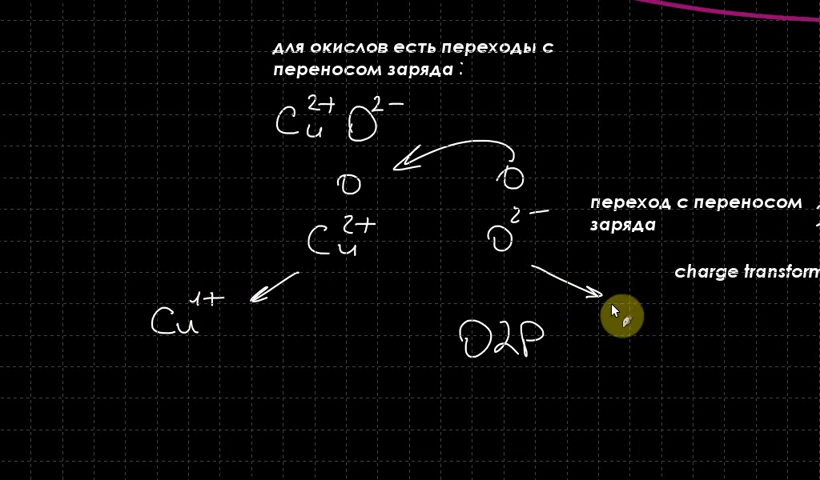 для окислов есть переходы с
переносом заряда :
Cu²⁺ O²⁻
O O
переход с переносом
заряда
Cu²⁺ O²⁻
charge transform
Cu¹⁺
O2P